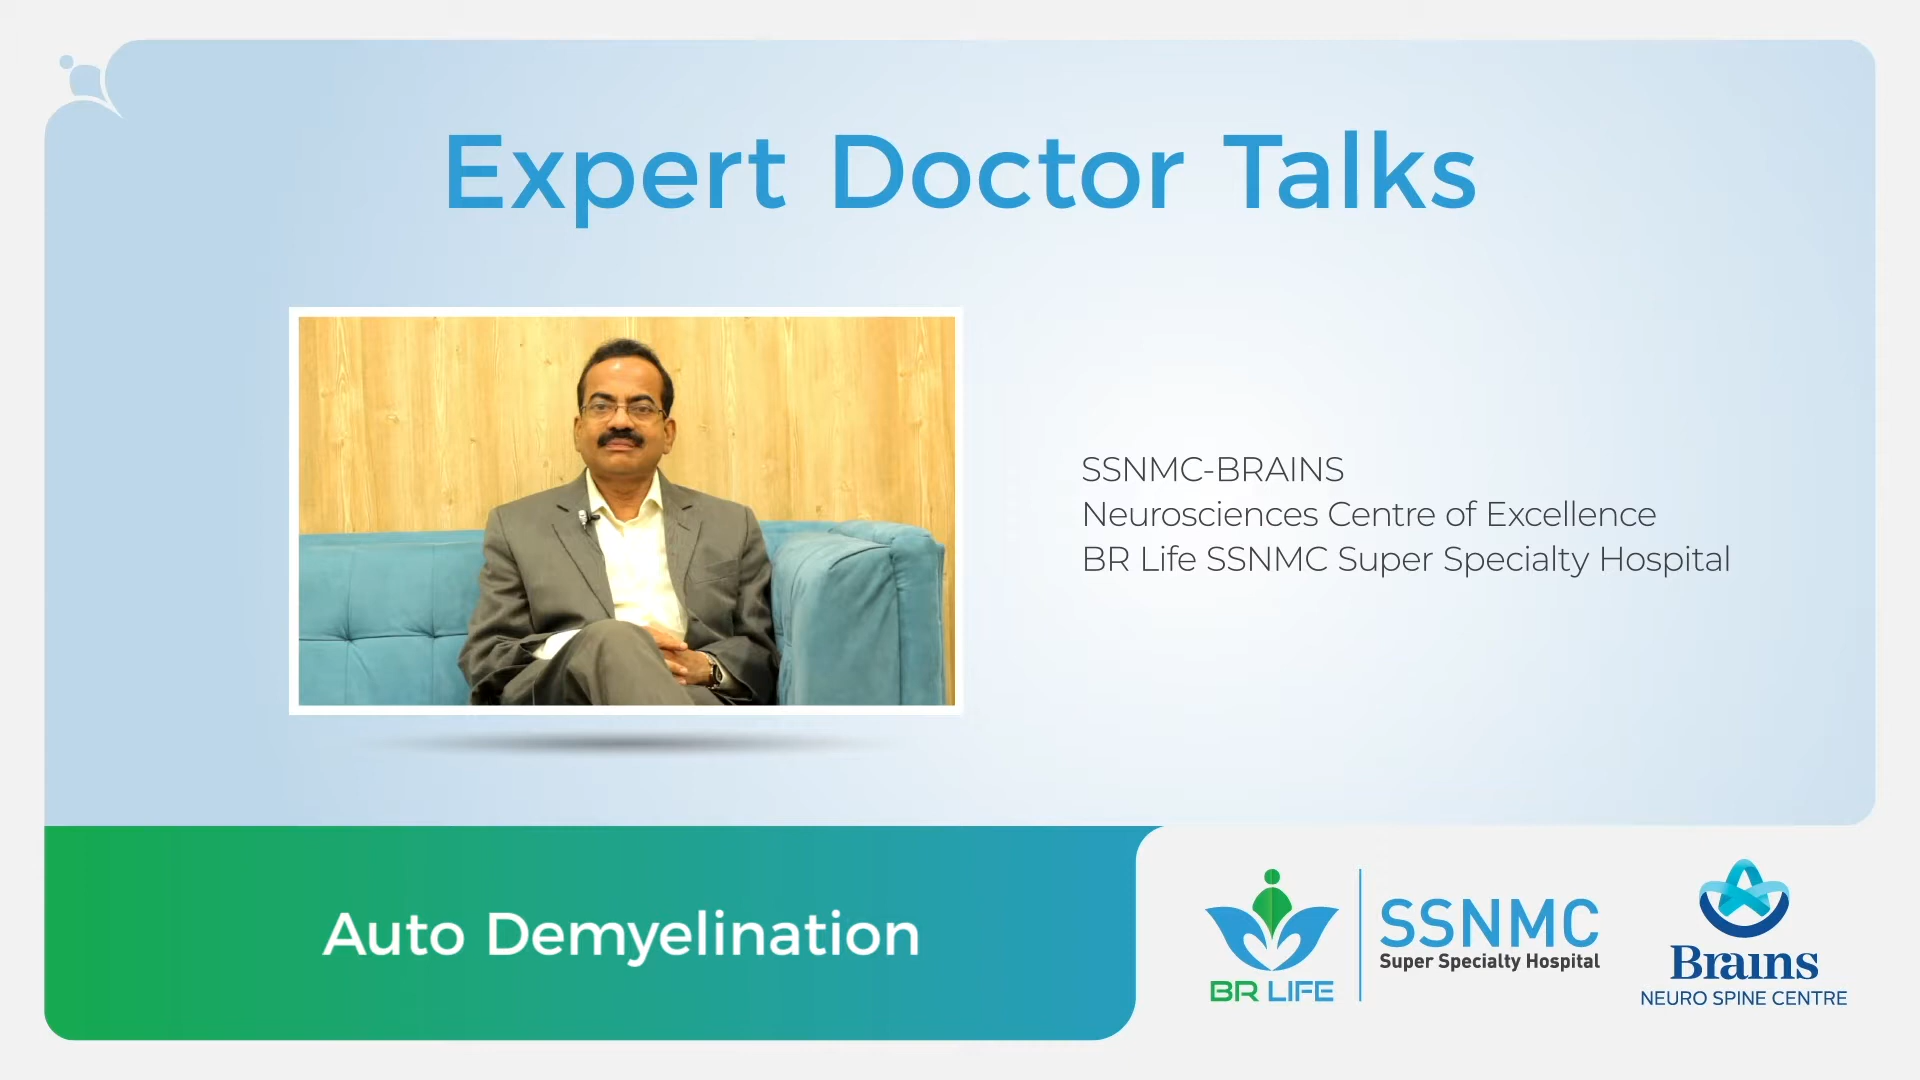 Expert Doctor Talks
SSNMC-BRAINS
Neurosciences Centre of Excellence
BR Life SSNMC Super Specialty Hospital
Auto Demyelination
BR LIFE
SSNMC
Super Specialty Hospital
Brains
NEURO SPINE CENTRE